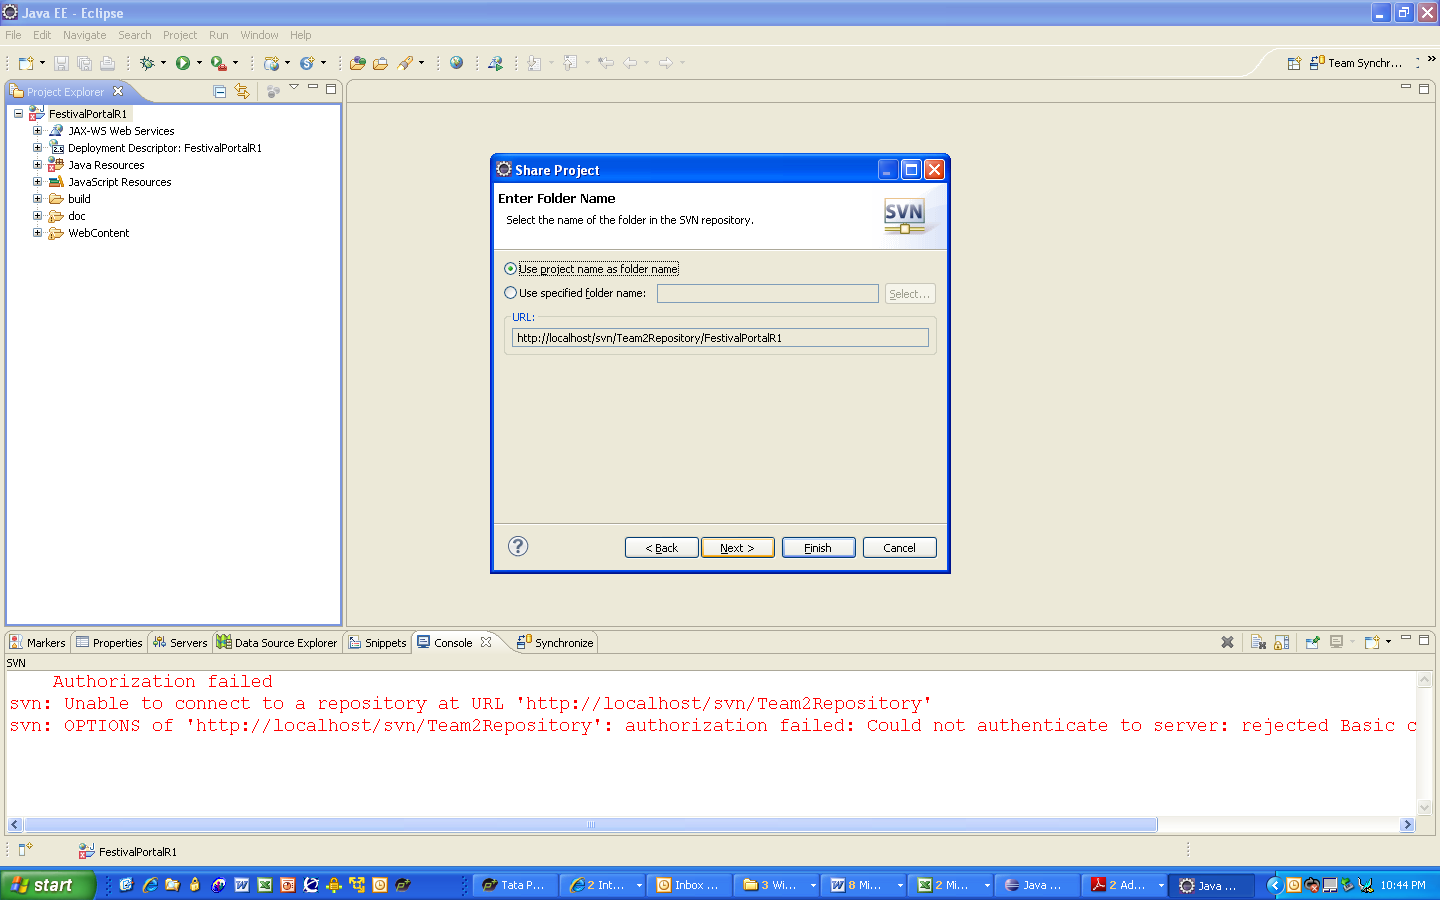 Java EE - Eclipse
File Edit Navigate Search Project Run Window Help
Team Synchr...
Project Explorer
FestivalPortalR1
JAX-WS Web Services
Deployment Descriptor: FestivalPortalR1
Java Resources
JavaScript Resources
build
doc
WebContent
Share Project
Enter Folder Name
Select the name of the folder in the SVN repository.
SVN
Use project name as folder name
Use specified folder name:
Select...
URL:
http://localhost/svn/Team2Repository/FestivalPortalR1
< Back Next > Finish Cancel
Markers Properties Servers Data Source Explorer Snippets Console Synchronize
SVN
Authorization failed
svn: Unable to connect to a repository at URL 'http://localhost/svn/Team2Repository'
svn: OPTIONS of 'http://localhost/svn/Team2Repository': authorization failed: Could not authenticate to server: rejected Basic c
FestivalPortalR1
start Tata P... 2 Int... Inbox ... 3 Wi... 8 Mi... 2 Mi... Java ... 2 Ad... Java ... 10:44 PM